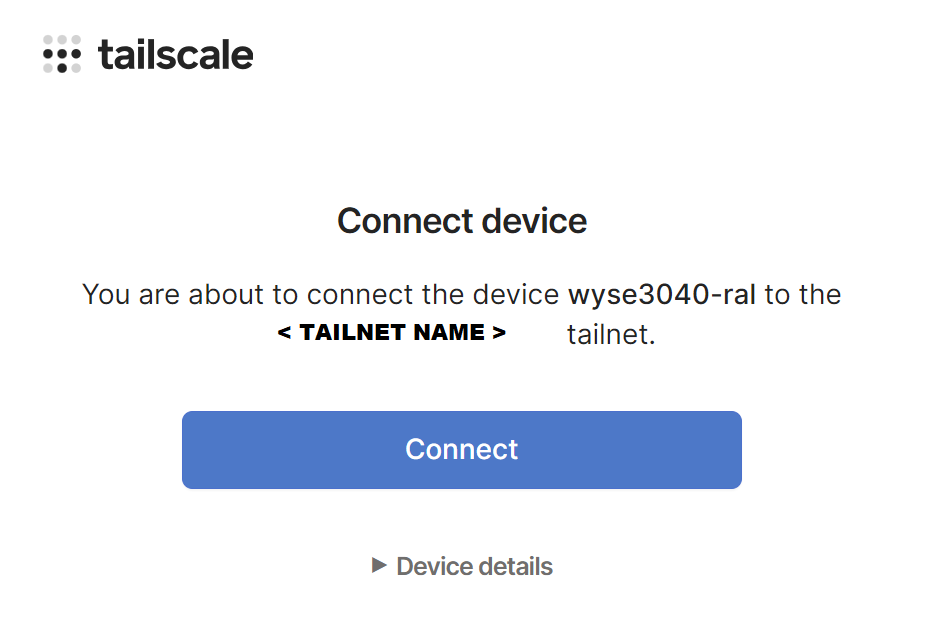 tailscale
Connect device
You are about to connect the device wyse3040-ral to the
< TAILNET NAME > tailnet.
Connect
Device details